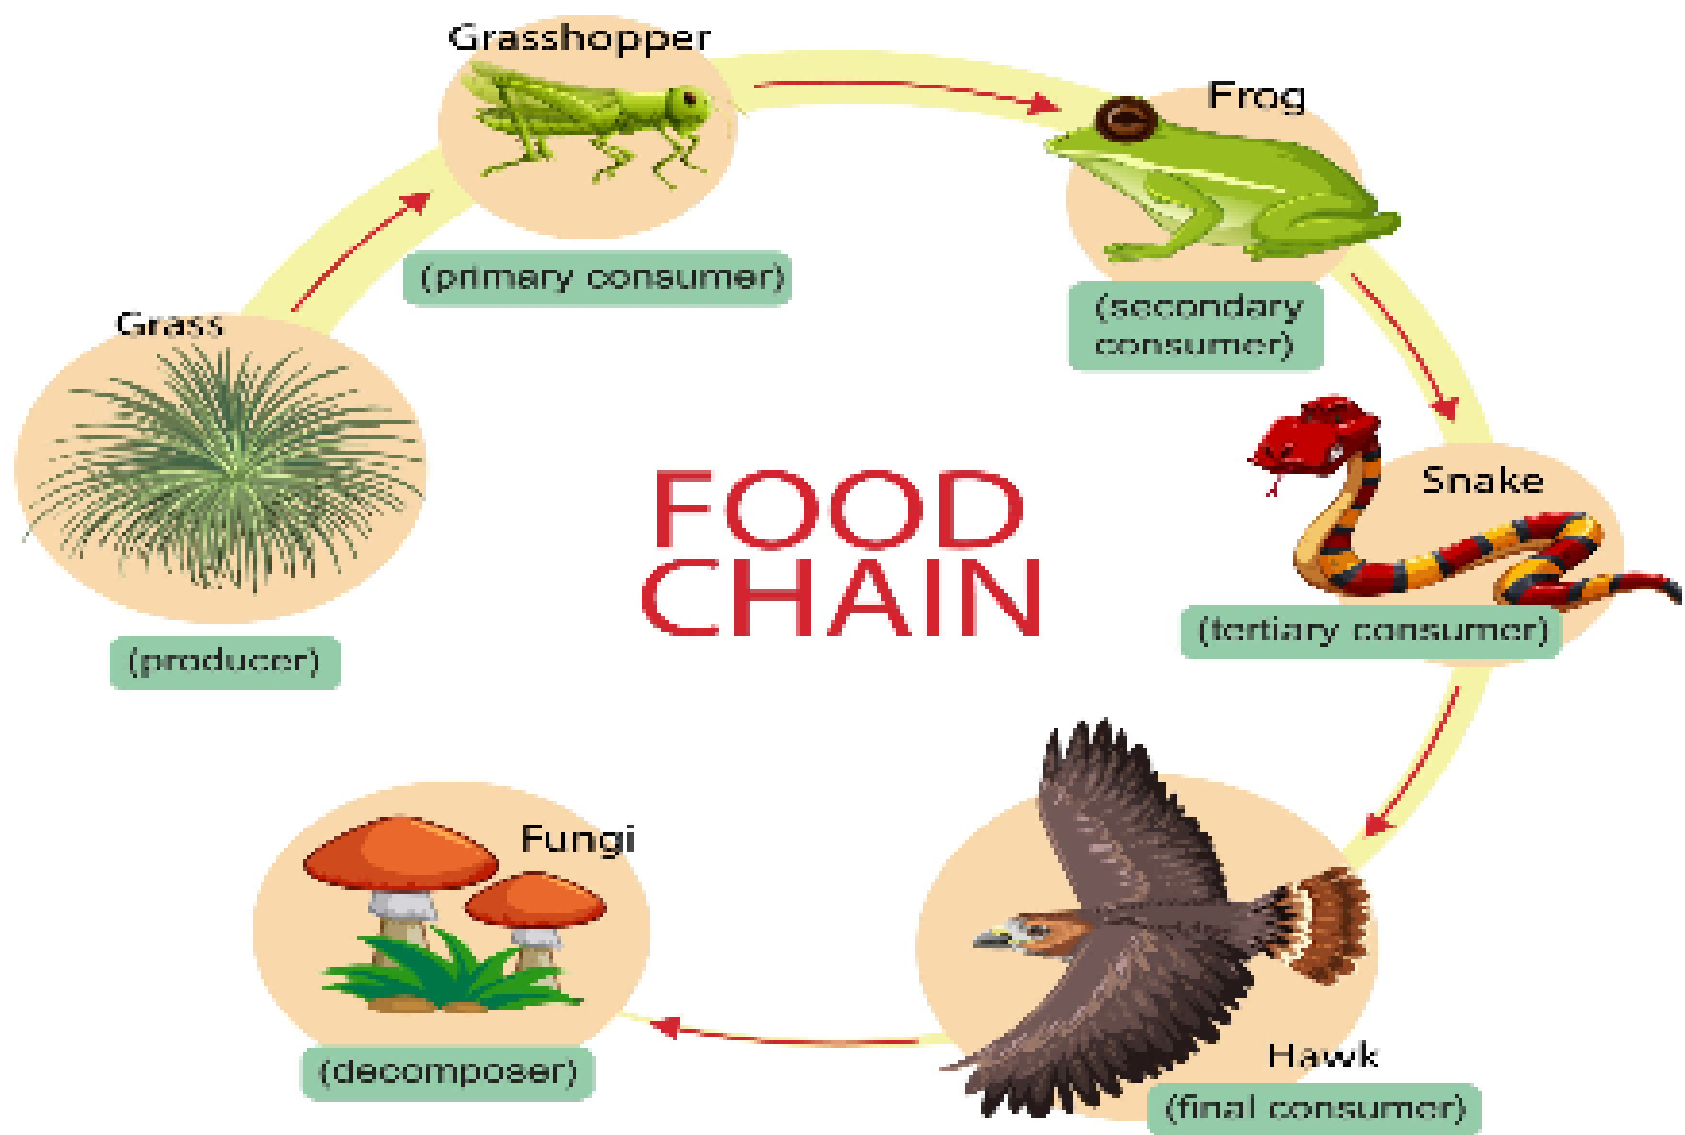 Grasshopper
(primary consumer)
Frog
(secondary
consumer)
Grass
(producer)
FOOD
CHAIN
Snake
(tertiary consumer)
Hawk
(final consumer)
Fungi
(decomposer)